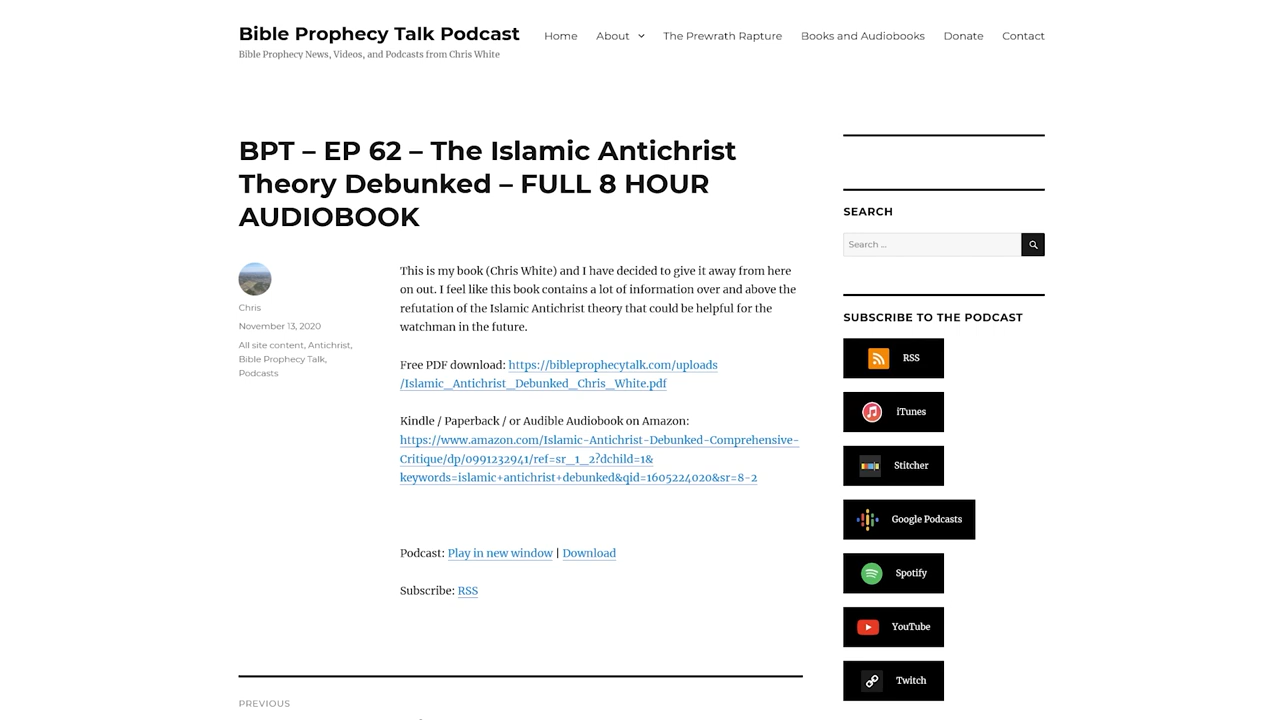 Bible Prophecy Talk Podcast
Bible Prophecy News, Videos, and Podcasts from Chris White
Home About The Prewrath Rapture Books and Audiobooks Donate Contact
BPT – EP 62 – The Islamic Antichrist
Theory Debunked – FULL 8 HOUR
AUDIOBOOK
Chris
November 13, 2020
All site content, Antichrist,
Bible Prophecy Talk,
Podcasts
This is my book (Chris White) and I have decided to give it away from here
on out. I feel like this book contains a lot of information over and above the
refutation of the Islamic Antichrist theory that could be helpful for the
watchman in the future.
Free PDF download: https://bibleprophecytalk.com/uploads
/Islamic_Antichrist_Debunked_Chris_White.pdf
Kindle / Paperback / or Audible Audiobook on Amazon:
https://www.amazon.com/Islamic-Antichrist-Debunked-Comprehensive-
Critique/dp/0991232941/ref=sr_1_2?dchild=1&
keywords=islamic+antichrist+debunked&qid=1605224020&sr=8-2
Podcast: Play in new window | Download
Subscribe: RSS
PREVIOUS
SEARCH
Search …
SUBSCRIBE TO THE PODCAST
RSS
iTunes
Stitcher
Google Podcasts
Spotify
YouTube
Twitch